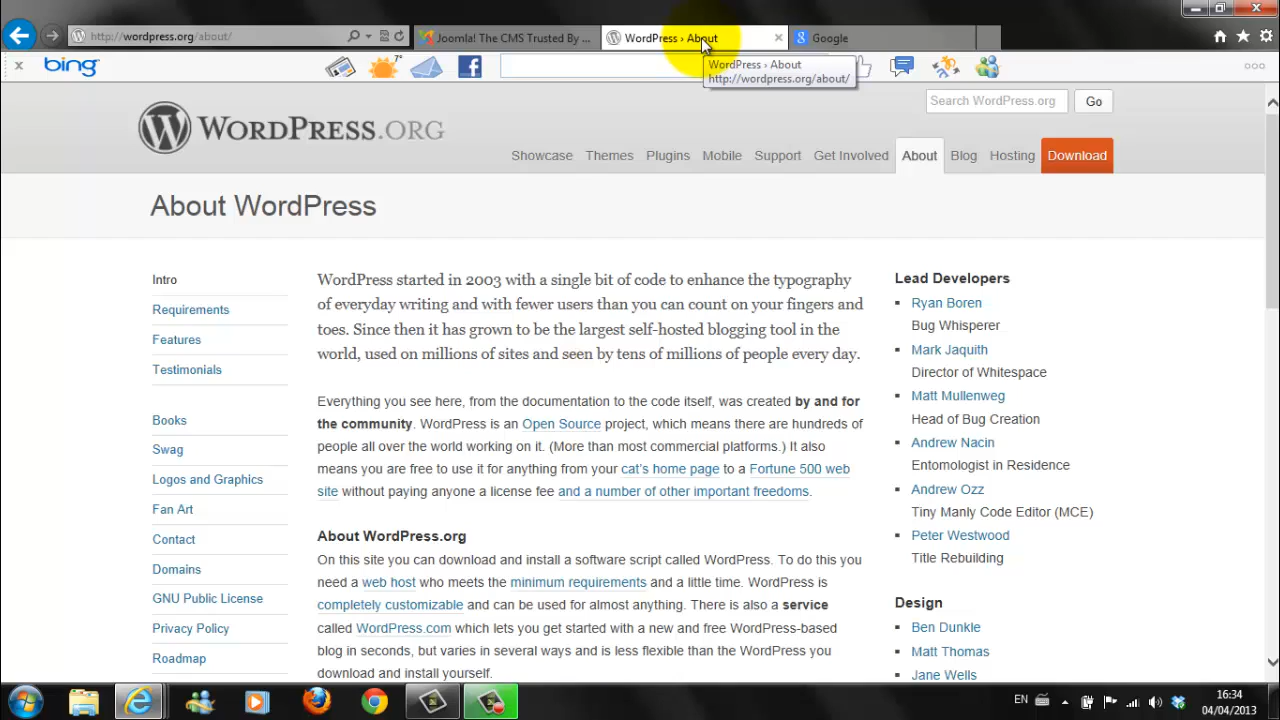 http://wordpress.org/about/
Joomla! The CMS Trusted By ...
WordPress › About
Google
bing
7°
WordPress › About
http://wordpress.org/about/
Search WordPress.org
Go
WORDPRESS.ORG
Showcase
Themes
Plugins
Mobile
Support
Get Involved
About
Blog
Hosting
Download
About WordPress
Intro
Requirements
Features
Testimonials
Books
Swag
Logos and Graphics
Fan Art
Contact
Domains
GNU Public License
Privacy Policy
Roadmap
WordPress started in 2003 with a single bit of code to enhance the typography
of everyday writing and with fewer users than you can count on your fingers and
toes. Since then it has grown to be the largest self-hosted blogging tool in the
world, used on millions of sites and seen by tens of millions of people every day.
Everything you see here, from the documentation to the code itself, was created by and for
the community. WordPress is an Open Source project, which means there are hundreds of
people all over the world working on it. (More than most commercial platforms.) It also
means you are free to use it for anything from your cat's home page to a Fortune 500 web
site without paying anyone a license fee and a number of other important freedoms.
About WordPress.org
On this site you can download and install a software script called WordPress. To do this you
need a web host who meets the minimum requirements and a little time. WordPress is
completely customizable and can be used for almost anything. There is also a service
called WordPress.com which lets you get started with a new and free WordPress-based
blog in seconds, but varies in several ways and is less flexible than the WordPress you
download and install yourself.
Lead Developers
Ryan Boren
Bug Whisperer
Mark Jaquith
Director of Whitespace
Matt Mullenweg
Head of Bug Creation
Andrew Nacin
Entomologist in Residence
Andrew Ozz
Tiny Manly Code Editor (MCE)
Peter Westwood
Title Rebuilding
Design
Ben Dunkle
Matt Thomas
Jane Wells
EN
16:34
04/04/2013